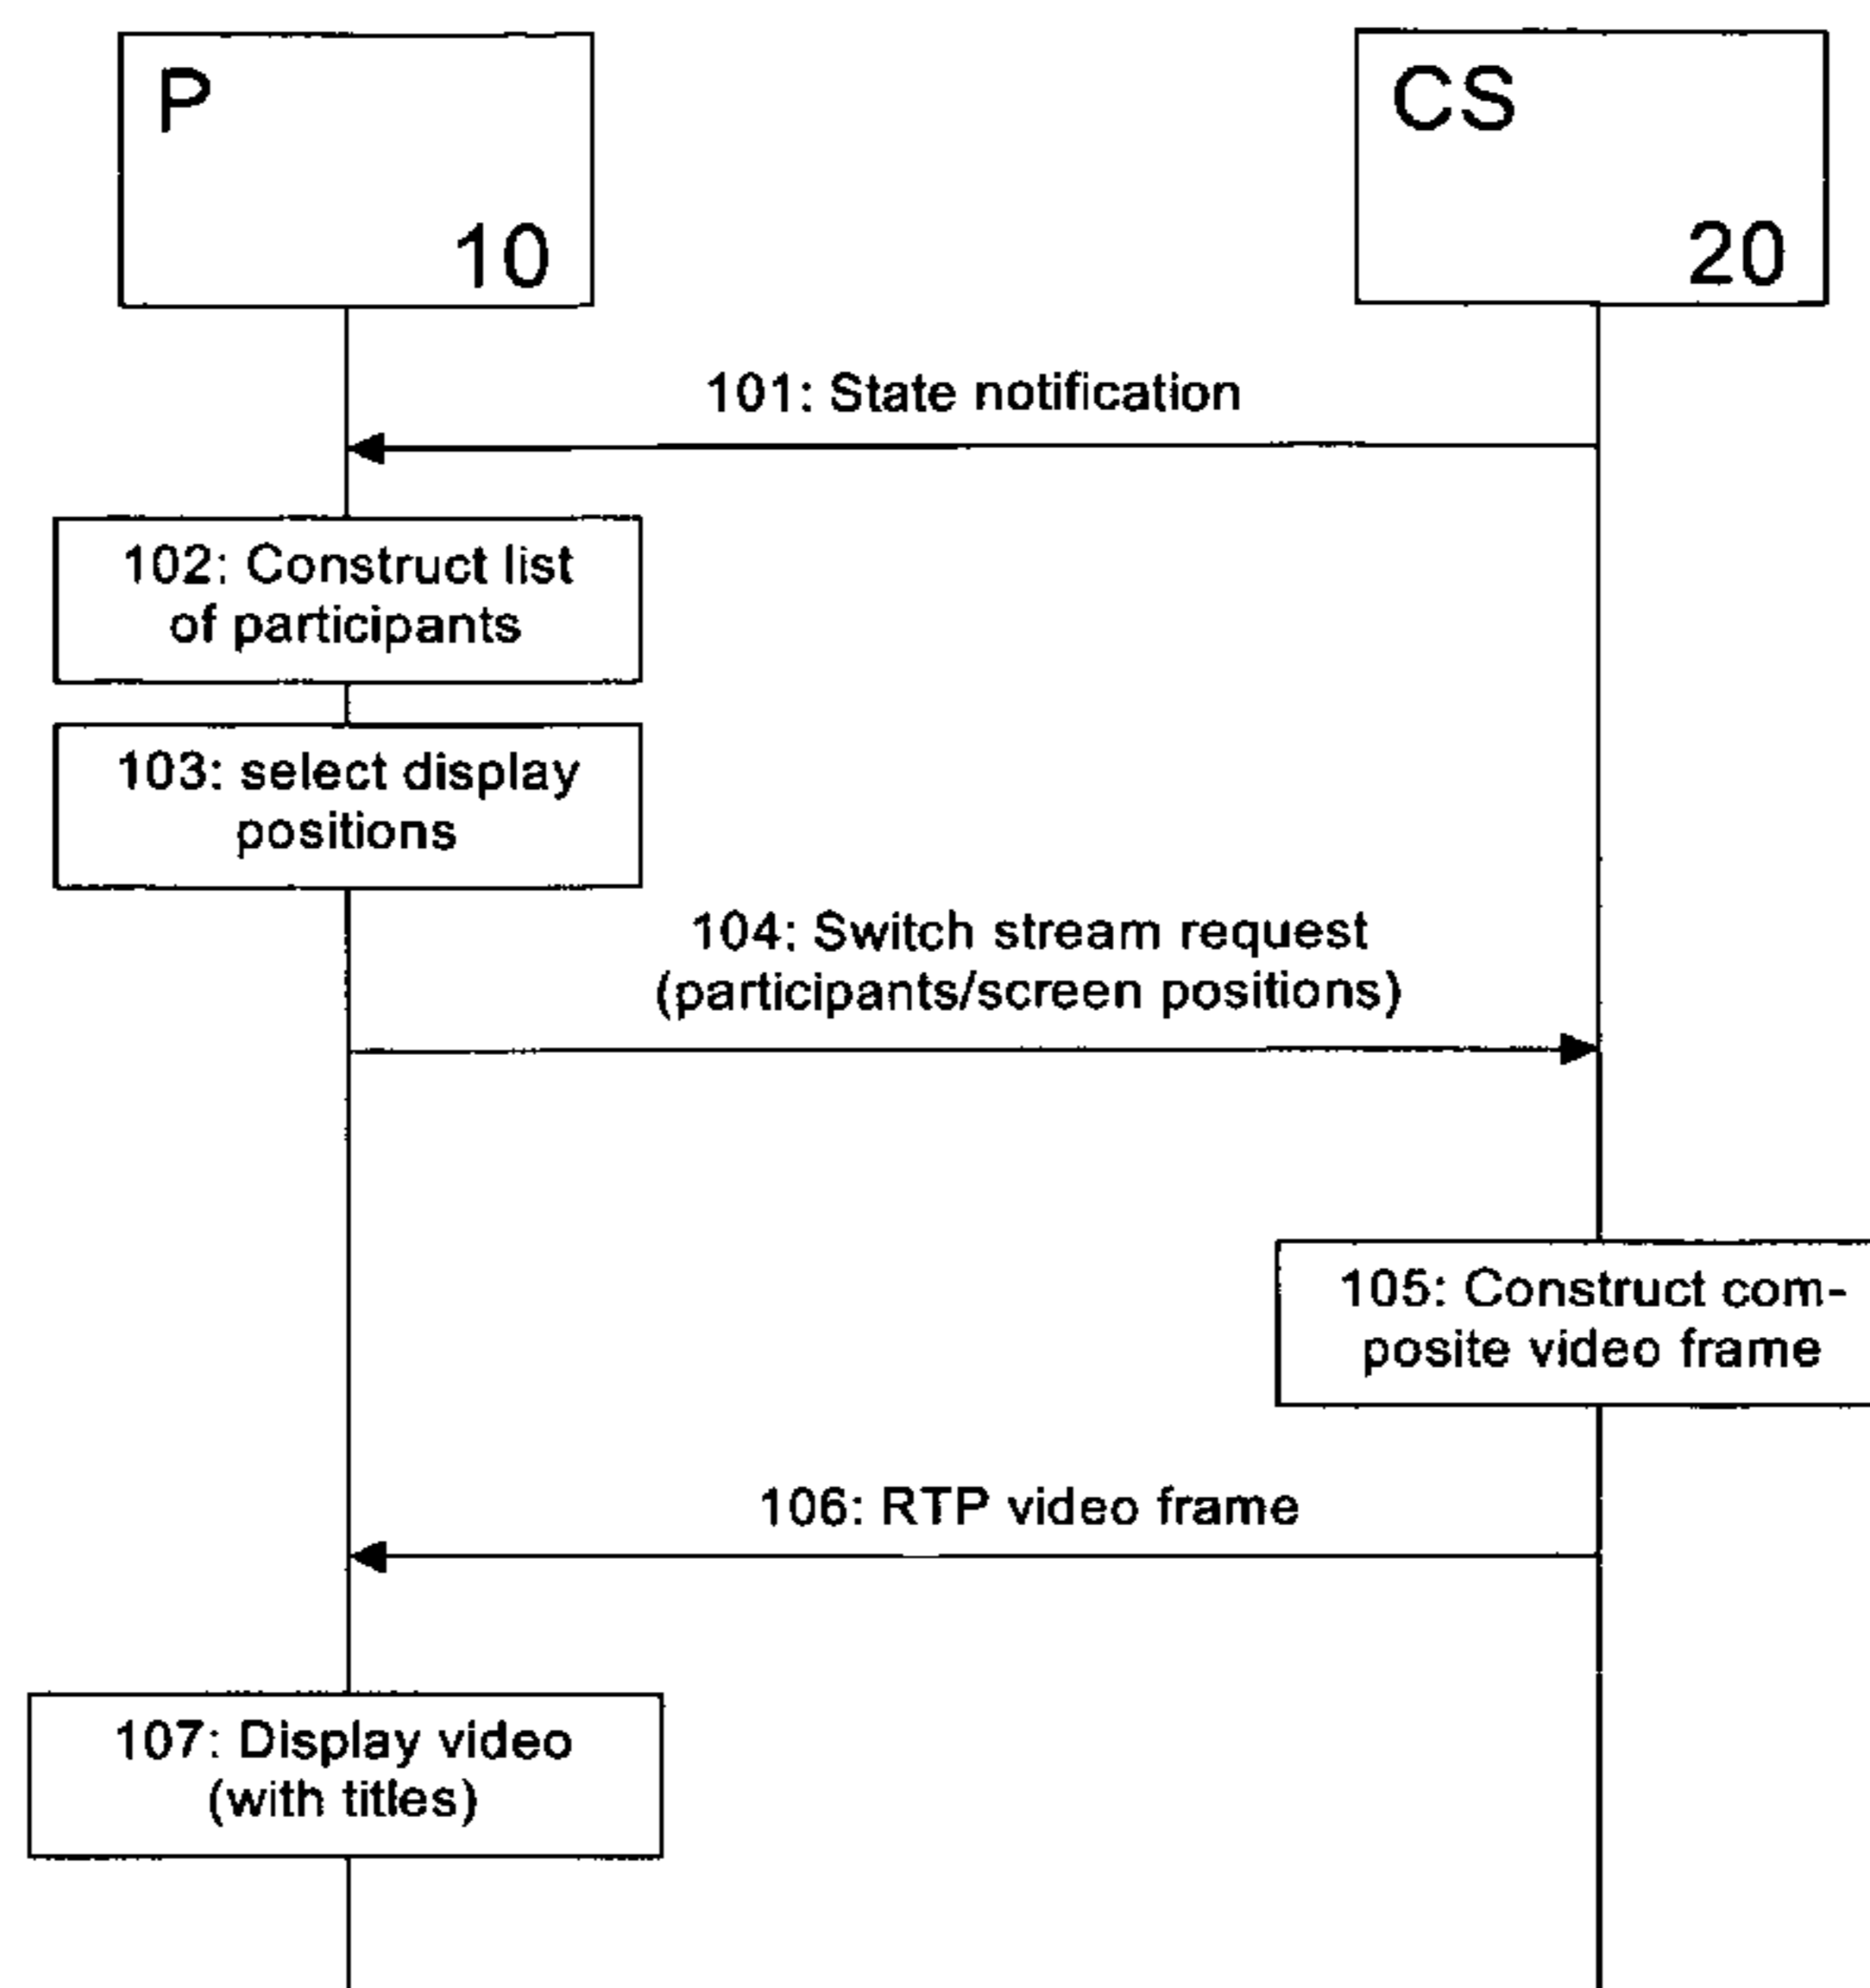 P
10
CS
20
101: State notification
102: Construct list
of participants
103: select display
positions
104: Switch stream request
(participants/screen positions)
105: Construct com-
posite video frame
106: RTP video frame
107: Display video
(with titles)